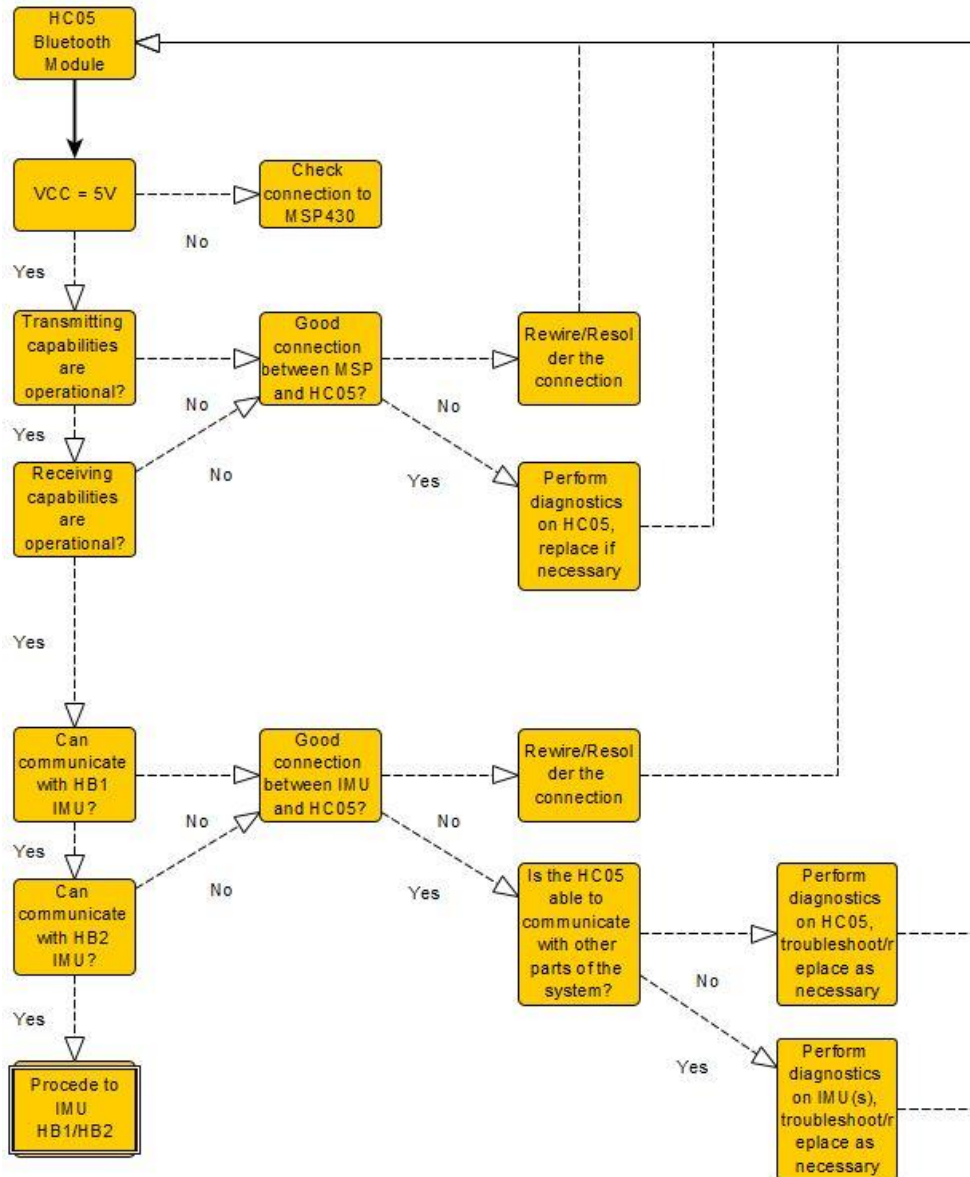 HC05
Bluetooth
Module
VCC = 5V
Check
connection to
MSP430
No
Yes
Transmitting
capabilities
are
operational?
Good
connection
between MSP
and HC05?
Rewire/Resol
der the
connection
No
No
Yes
Receiving
capabilities
are
operational?
No
Yes
Perform
diagnostics
on HC05,
replace if
necessary
Yes
Can
communicate
with HB1
IMU?
Good
connection
between IMU
and HC05?
Rewire/Resol
der the
connection
No
No
Yes
Can
communicate
with HB2
IMU?
No
Yes
Is the HC05
able to
communicate
with other
parts of the
system?
Perform
diagnostics
on HC05,
troubleshoot/r
eplace as
necessary
No
Yes
Yes
Procede to
IMU
HB1/HB2
Perform
diagnostics
on IMU(s),
troubleshoot/r
eplace as
necessary